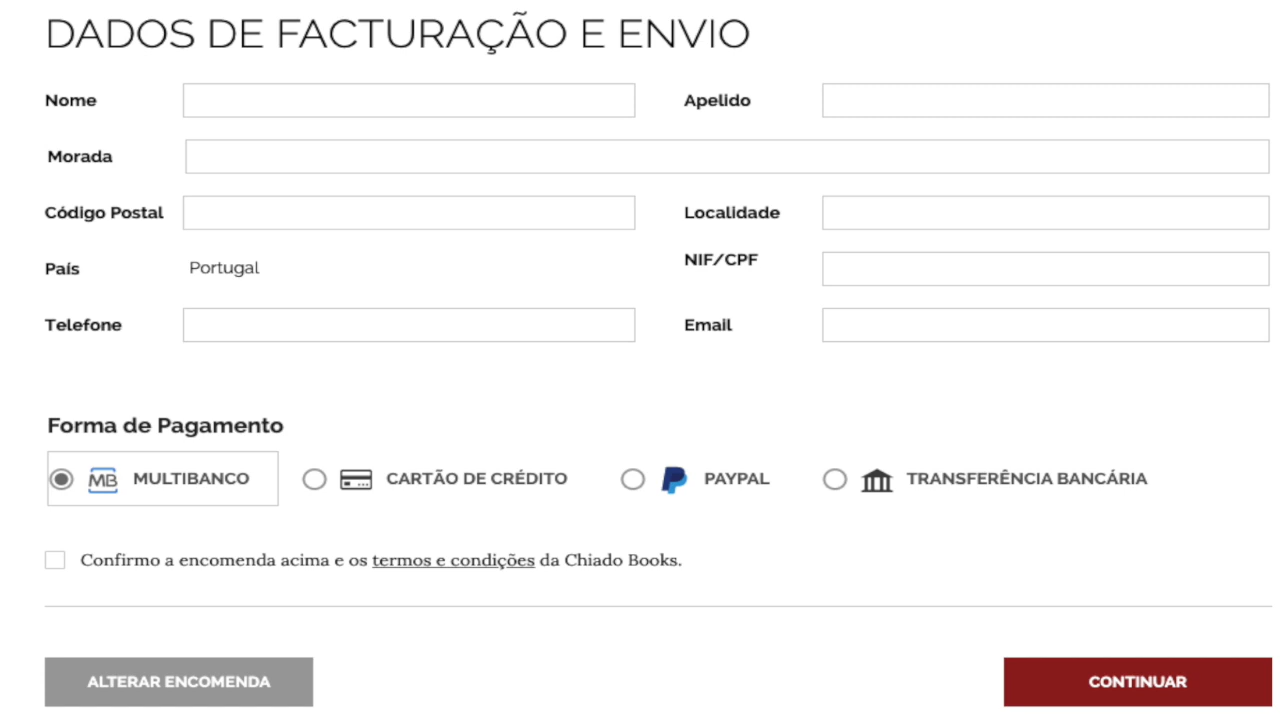 DADOS DE FACTURAÇÃO E ENVIO
Nome Apelido
Morada
Código Postal Localidade
País Portugal NIF/CPF
Telefone Email
Forma de Pagamento
MB MULTIBANCO CARTÃO DE CRÉDITO PAYPAL TRANSFERÊNCIA BANCÁRIA
Confirmo a encomenda acima e os termos e condições da Chiado Books.
ALTERAR ENCOMENDA CONTINUAR